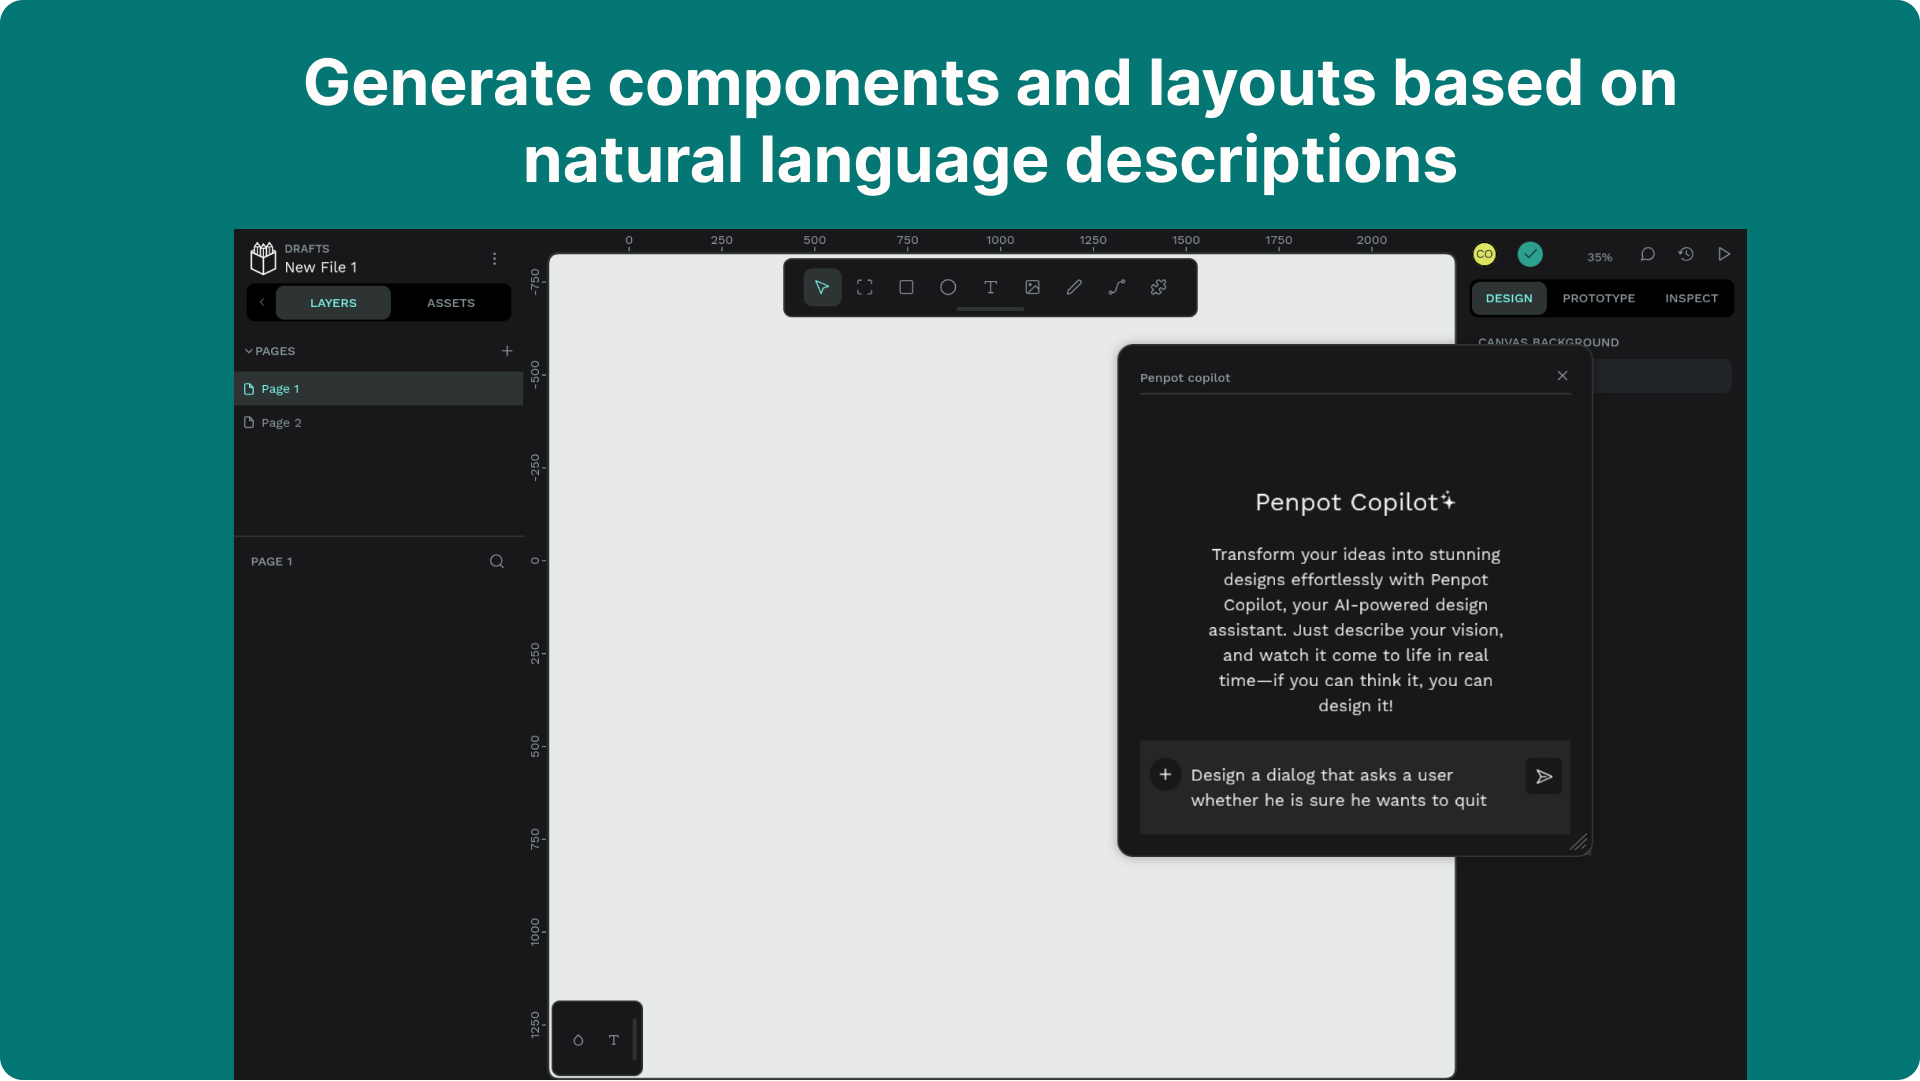 Generate components and layouts based on
natural language descriptions
DRAFTS
New File 1
LAYERS
ASSETS
PAGES
Page 1
Page 2
PAGE 1
0 250 500 750 1000 1250 1500 1750 2000
-750
-500
-250
0
250
500
750
1000
1250
T
T
CO
35%
DESIGN
PROTOTYPE
INSPECT
CANVAS BACKGROUND
Penpot copilot
Penpot Copilot
Transform your ideas into stunning
designs effortlessly with Penpot
Copilot, your AI-powered design
assistant. Just describe your vision,
and watch it come to life in real
time—if you can think it, you can
design it!
Design a dialog that asks a user
whether he is sure he wants to quit